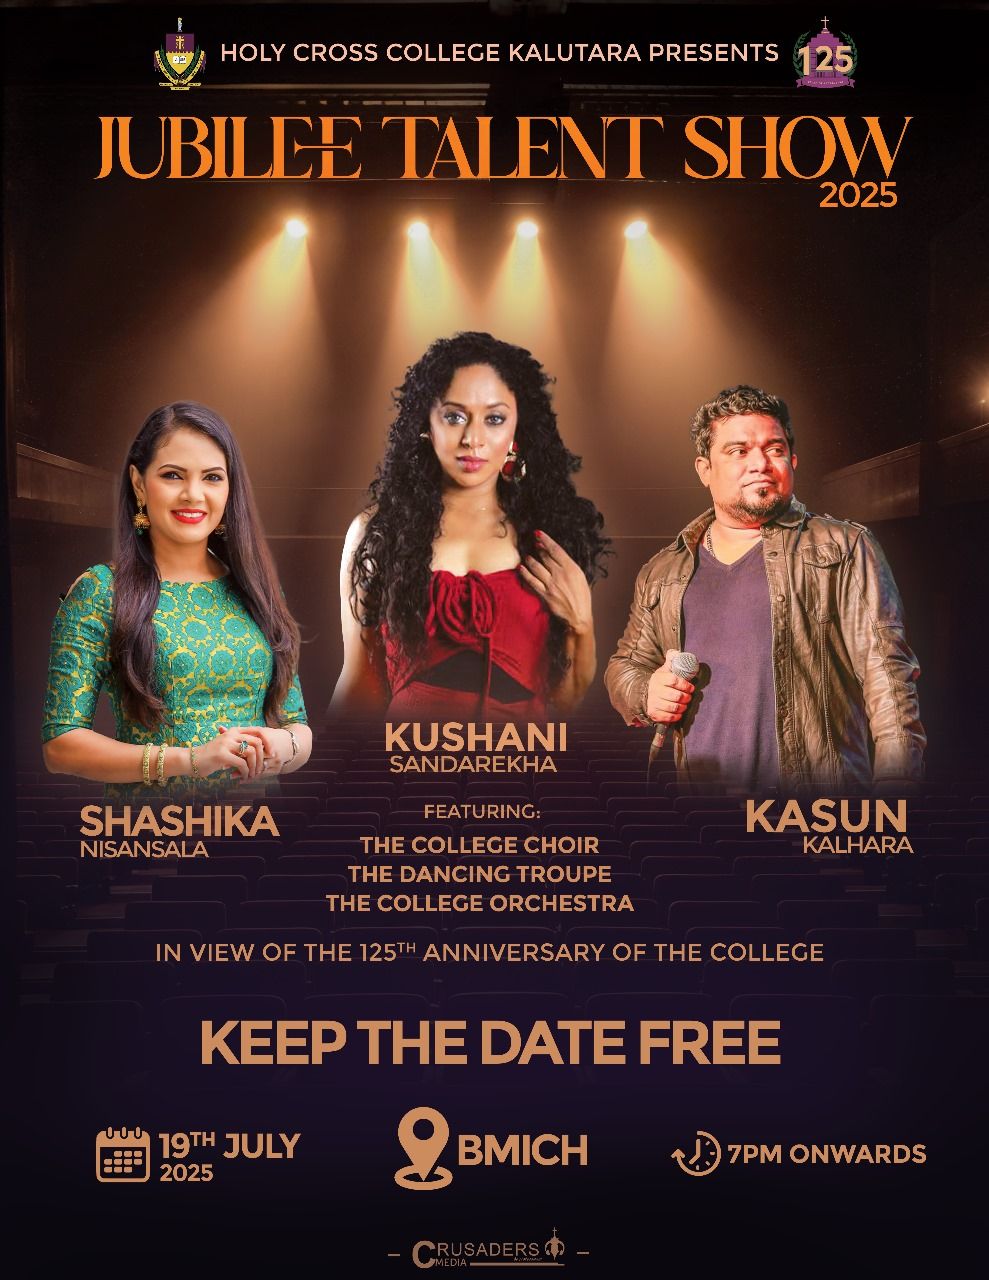 HOLY CROSS COLLEGE KALUTARA PRESENTS
125
JUBILEE TALENT SHOW
2025
KUSHANI
SANDAREKHA
SHASHIKA
NISANSALA
KASUN
KALHARA
FEATURING:
THE COLLEGE CHOIR
THE DANCING TROUPE
THE COLLEGE ORCHESTRA
IN VIEW OF THE 125TH ANNIVERSARY OF THE COLLEGE
KEEP THE DATE FREE
19TH JULY
2025
BMICH
7PM ONWARDS
CRUSADERS
MEDIA